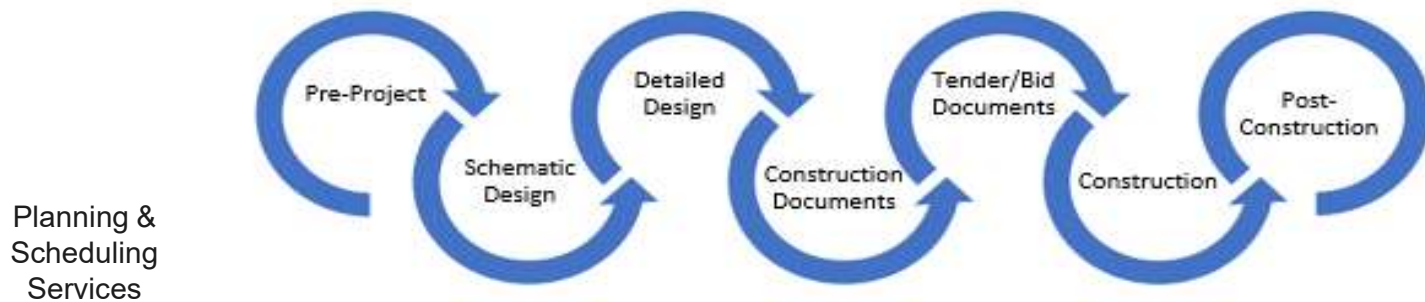 Pre-Project
Schematic
Design
Detailed
Design
Construction
Documents
Tender/Bid
Documents
Construction
Post-
Construction
Planning &
Scheduling
Services